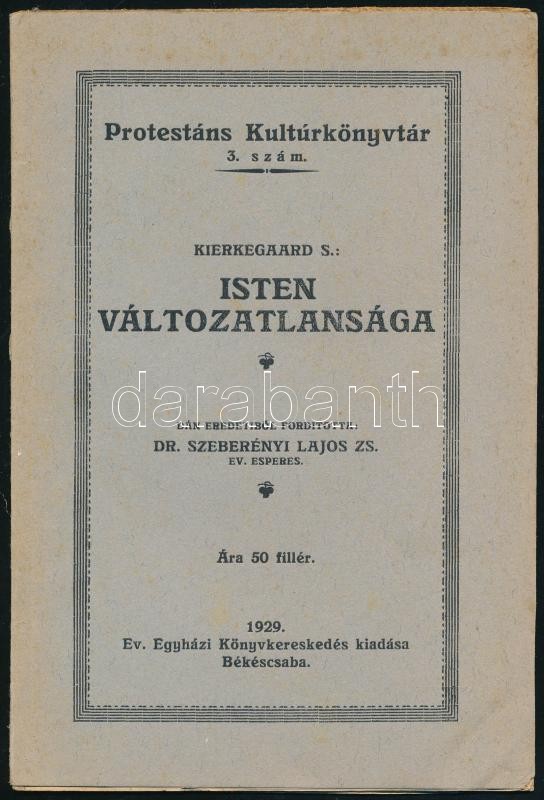 Protestáns Kultúrkönyvtár
3. szám.
KIERKEGAARD S.:
ISTEN
VÁLTOZATLANSÁGA
darabanth
DÁN EREDETIBŐL FORDÍTOTTA:
DR. SZEBERÉNYI LAJOS ZS.
EV. ESPERES.
Ára 50 fillér.
1929.
Ev. Egyházi Könyvkereskedés kiadása
Békéscsaba.